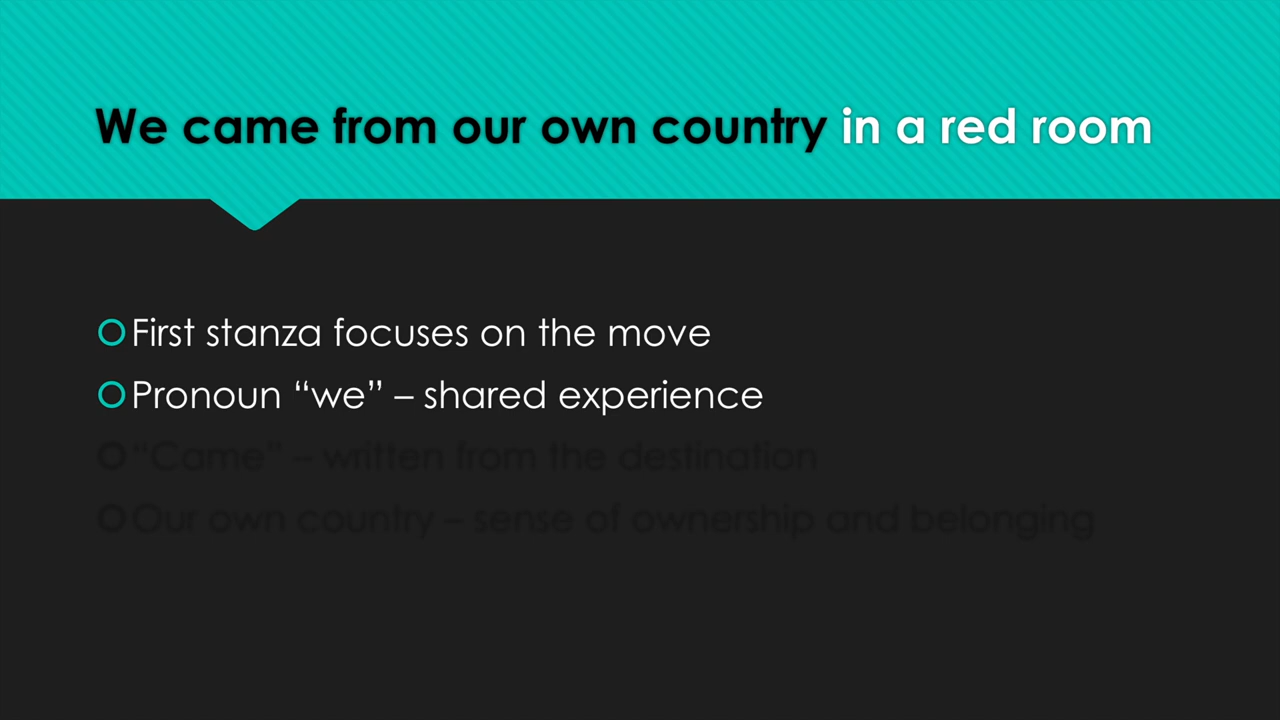 We came from our own country in a red room
First stanza focuses on the move
Pronoun “we” – shared experience
“Came” – written from the destination
Our own country – sense of ownership and belonging